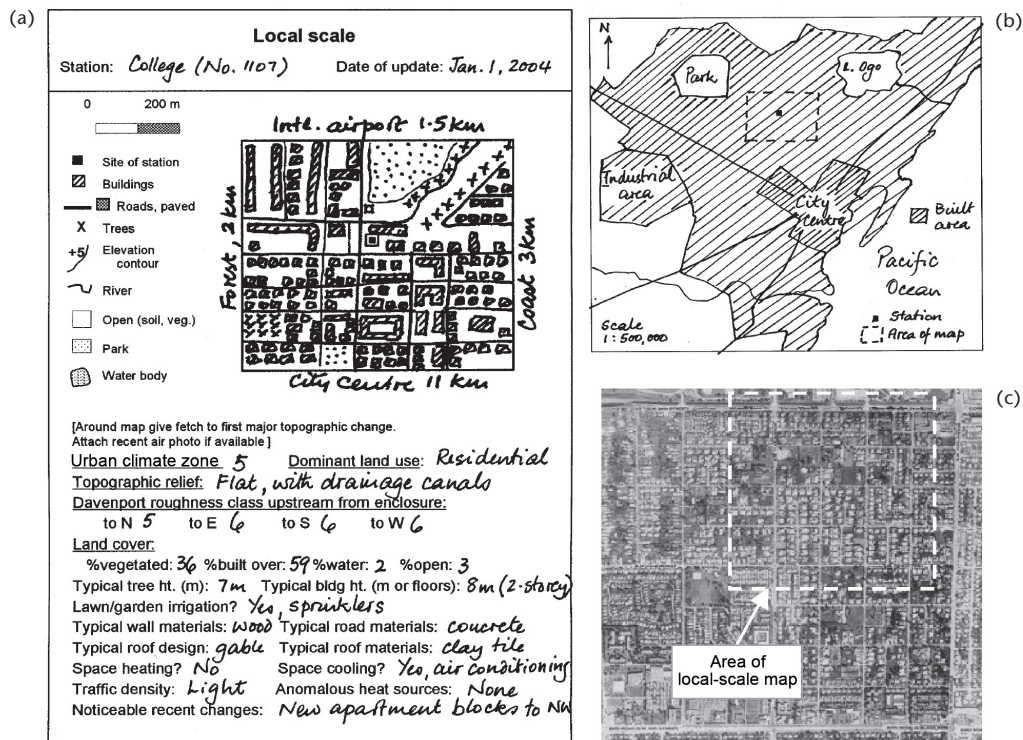 (a)
Local scale
Station: College (No. 1107) Date of update: Jan. 1, 2004
0 200 m
Site of station
Buildings
Roads, paved
x Trees
+5 Elevation
contour
River
Open (soil, veg.)
Park
Water body
Intl. airport 1.5 km
Forest, 2 km
Coast 3 km
City Centre 11 km
[Around map give fetch to first major topographic change.
Attach recent air photo if available ]
Urban climate zone 5 Dominant land use: Residential
Topographic relief: Flat, with drainage canals
Davenport roughness class upstream from enclosure:
to N 5 to E 6 to S 6 to W 6
Land cover:
%vegetated: 36 %built over: 59 %water: 2 %open: 3
Typical tree ht. (m): 7m Typical bldg ht. (m or floors): 8m (2-storey)
Lawn/garden irrigation? Yes, sprinklers
Typical wall materials: wood Typical road materials: concrete
Typical roof design: gable Typical roof materials: clay tile
Space heating? No Space cooling? Yes, air conditioning
Traffic density: Light Anomalous heat sources: None
Noticeable recent changes: New apartment blocks to NW
(b)
N
Park
L. Ogo
Industrial
area
City
Centre
Built
area
Pacific
Ocean
Station
Area of map
Scale
1:500,000
(c)
Area of
local-scale map